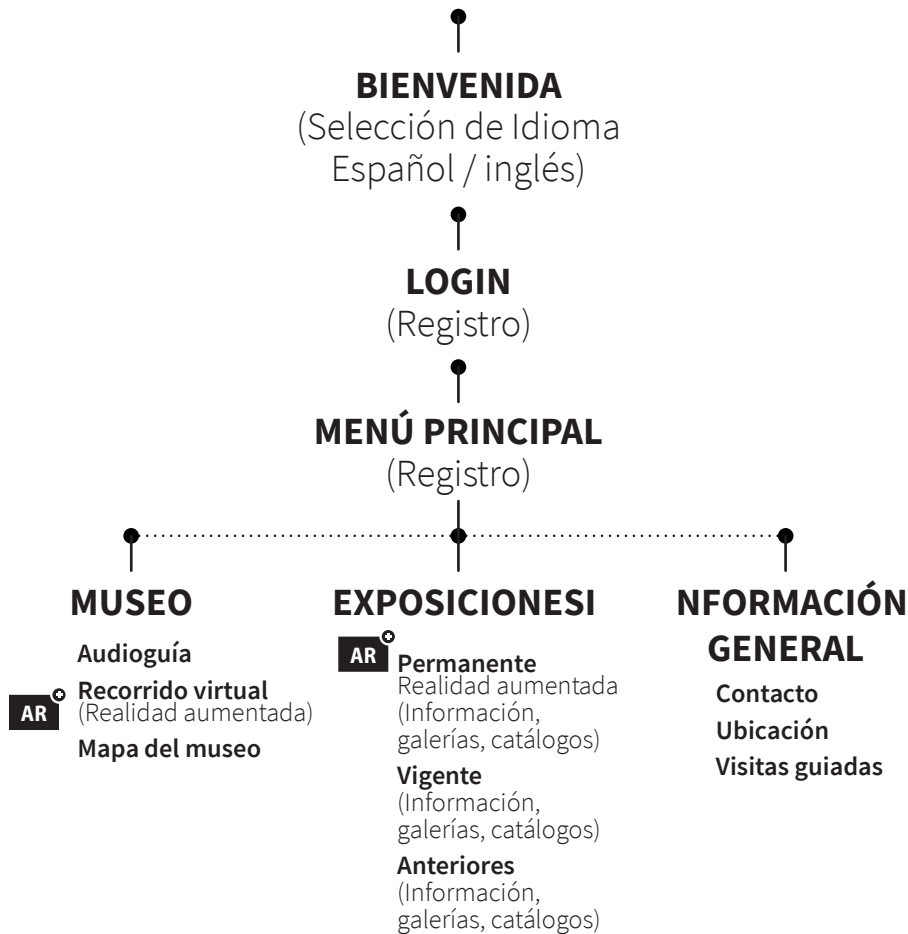 BIENVENIDA
(Selección de Idioma
Español / inglés)
LOGIN
(Registro)
MENÚ PRINCIPAL
(Registro)
MUSEO
Audioguía
AR
Recorrido virtual
(Realidad aumentada)
Mapa del museo
EXPOSICIONESI
AR
Permanente
Realidad aumentada
(Información,
galerías, catálogos)
Vigente
(Información,
galerías, catálogos)
Anteriores
(Información,
galerías, catálogos)
NFORMACIÓN
GENERAL
Contacto
Ubicación
Visitas guiadas